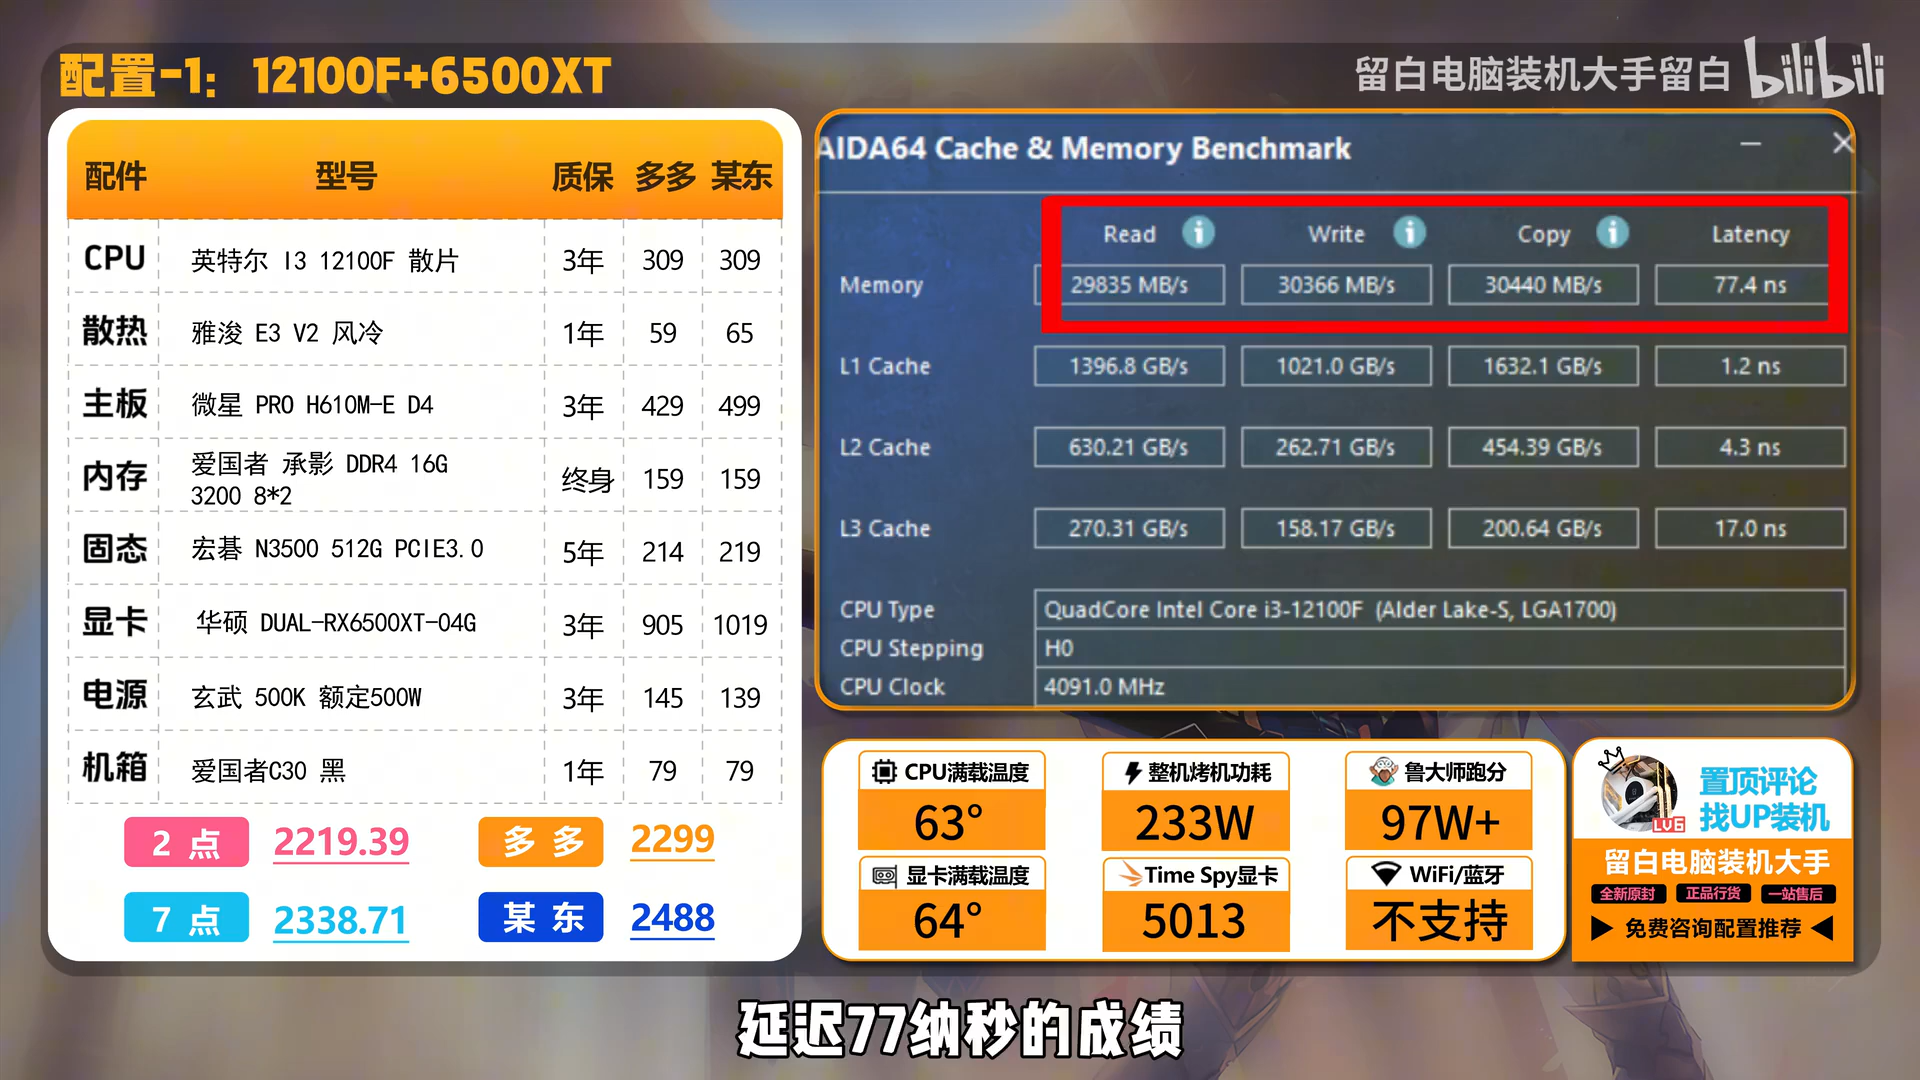 配置-1: 12100F+6500XT
留白电脑装机大手留白 bilibili
配件 型号 质保 多多 某东
CPU 英特尔 I3 12100F 散片 3年 309 309
散热 雅浚 E3 V2 风冷 1年 59 65
主板 微星 PRO H610M-E D4 3年 429 499
内存 爱国者 承影 DDR4 16G 3200 8*2 终身 159 159
固态 宏碁 N3500 512G PCIE3.0 5年 214 219
显卡 华硕 DUAL-RX6500XT-O4G 3年 905 1019
电源 玄武 500K 额定500W 3年 145 139
机箱 爱国者C30 黑 1年 79 79
2 点 2219.39 多多 2299
7 点 2338.71 某东 2488
AIDA64 Cache & Memory Benchmark
Read Write Copy Latency
Memory 29835 MB/s 30366 MB/s 30440 MB/s 77.4 ns
L1 Cache 1396.8 GB/s 1021.0 GB/s 1632.1 GB/s 1.2 ns
L2 Cache 630.21 GB/s 262.71 GB/s 454.39 GB/s 4.3 ns
L3 Cache 270.31 GB/s 158.17 GB/s 200.64 GB/s 17.0 ns
CPU Type QuadCore Intel Core i3-12100F (Alder Lake-S, LGA1700)
CPU Stepping H0
CPU Clock 4091.0 MHz
CPU满载温度 整机烤机功耗 鲁大师跑分
63° 233W 97W+
显卡满载温度 Time Spy显卡 WiFi/蓝牙
64° 5013 不支持
置顶评论
找UP装机
LV6
留白电脑装机大手
全新原封 正品行货 一站售后
免费咨询配置推荐
延迟77纳秒的成绩